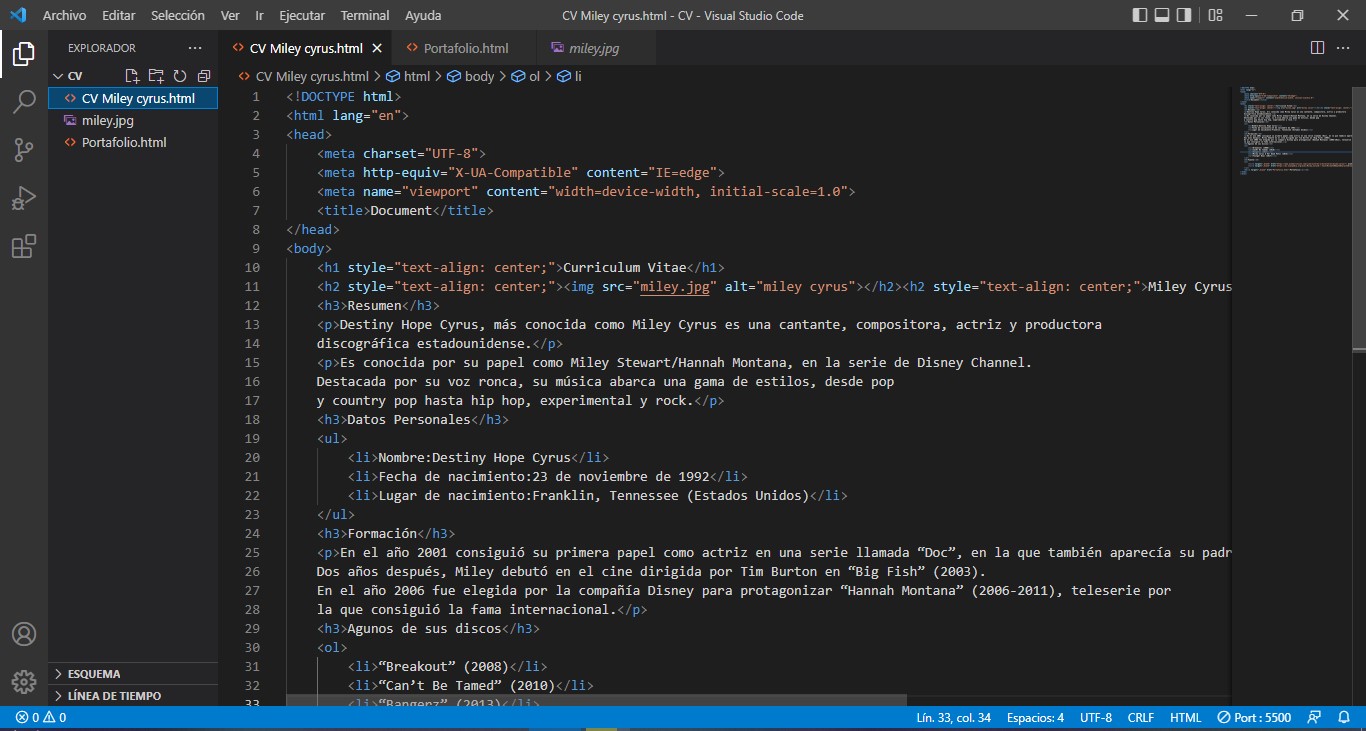 Archivo Editar Selección Ver Ir Ejecutar Terminal Ayuda CV Miley cyrus.html - CV - Visual Studio Code
EXPLORADOR
CV
CV Miley cyrus.html
miley.jpg
Portafolio.html
ESQUEMA
LÍNEA DE TIEMPO
CV Miley cyrus.html Portafolio.html miley.jpg
CV Miley cyrus.html > html > body > ol > li
1 <!DOCTYPE html>
2 <html lang="en">
3 <head>
4 <meta charset="UTF-8">
5 <meta http-equiv="X-UA-Compatible" content="IE=edge">
6 <meta name="viewport" content="width=device-width, initial-scale=1.0">
7 <title>Document</title>
8 </head>
9 <body>
10 <h1 style="text-align: center;">Curriculum Vitae</h1>
11 <h2 style="text-align: center;"><img src="miley.jpg" alt="miley cyrus"></h2><h2 style="text-align: center;">Miley Cyrus
12 <h3>Resumen</h3>
13 <p>Destiny Hope Cyrus, más conocida como Miley Cyrus es una cantante, compositora, actriz y productora
14 discográfica estadounidense.</p>
15 <p>Es conocida por su papel como Miley Stewart/Hannah Montana, en la serie de Disney Channel.
16 Destacada por su voz ronca, su música abarca una gama de estilos, desde pop
17 y country pop hasta hip hop, experimental y rock.</p>
18 <h3>Datos Personales</h3>
19 <ul>
20 <li>Nombre:Destiny Hope Cyrus</li>
21 <li>Fecha de nacimiento:23 de noviembre de 1992</li>
22 <li>Lugar de nacimiento:Franklin, Tennessee (Estados Unidos)</li>
23 </ul>
24 <h3>Formación</h3>
25 <p>En el año 2001 consiguió su primera papel como actriz en una serie llamada “Doc”, en la que también aparecía su padr
26 Dos años después, Miley debutó en el cine dirigida por Tim Burton en “Big Fish” (2003).
27 En el año 2006 fue elegida por la compañía Disney para protagonizar “Hannah Montana” (2006-2011), teleserie por
28 la que consiguió la fama internacional.</p>
29 <h3>Agunos de sus discos</h3>
30 <ol>
31 <li>“Breakout” (2008)</li>
32 <li>“Can’t Be Tamed” (2010)</li>
33 <li>“Bangerz” (2013)</li>
0 0 Lín. 33, col. 34 Espacios: 4 UTF-8 CRLF HTML Port : 5500